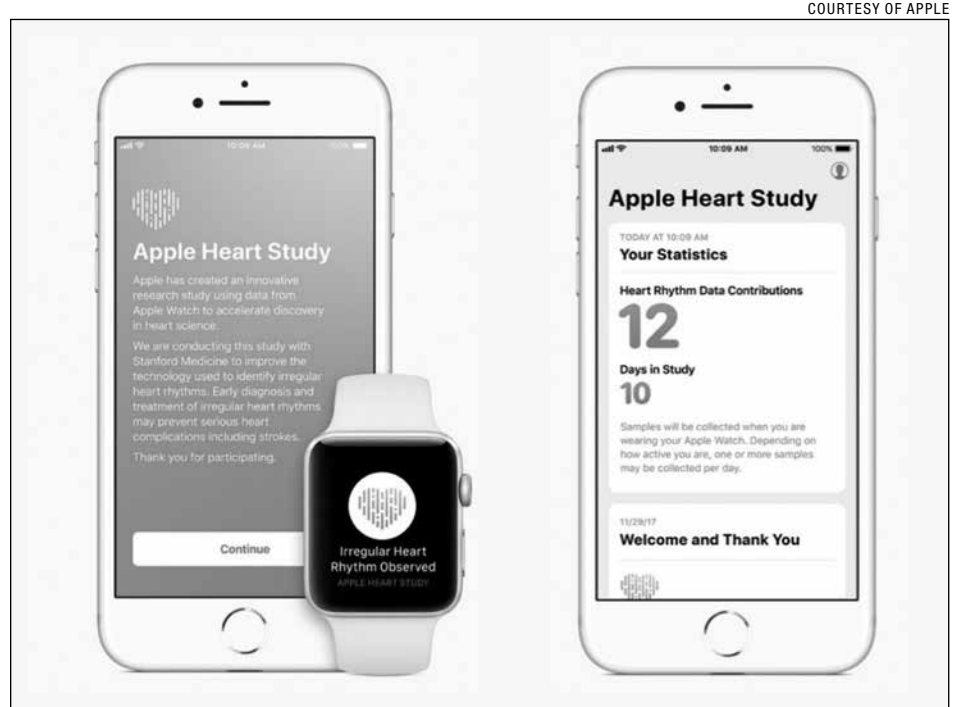 COURTESY OF APPLE
10:09 AM
100%
Apple Heart Study
Apple has created an innovative
research study using data from
Apple Watch to accelerate discovery
in heart science.
We are conducting this study with
Stanford Medicine to improve the
technology used to identify irregular
heart rhythms. Early diagnosis and
treatment of irregular heart rhythms
may prevent serious heart
complications including strokes.
Thank you for participating.
Continue
Irregular Heart
Rhythm Observed
APPLE HEART STUDY
10:09 AM
100%
Apple Heart Study
TODAY AT 10:09 AM
Your Statistics
Heart Rhythm Data Contributions
12
Days in Study
10
Samples will be collected when you are
wearing your Apple Watch. Depending on
how active you are, one or more samples
may be collected per day.
11/29/17
Welcome and Thank You